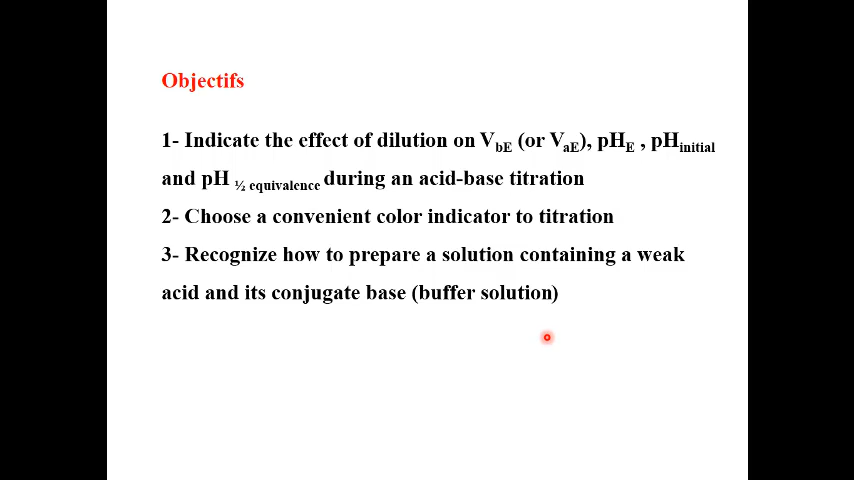 Objectifs
1- Indicate the effect of dilution on VbE (or VaE), pHE , pHinitial
and pH ½ equivalence during an acid-base titration
2- Choose a convenient color indicator to titration
3- Recognize how to prepare a solution containing a weak
acid and its conjugate base (buffer solution)